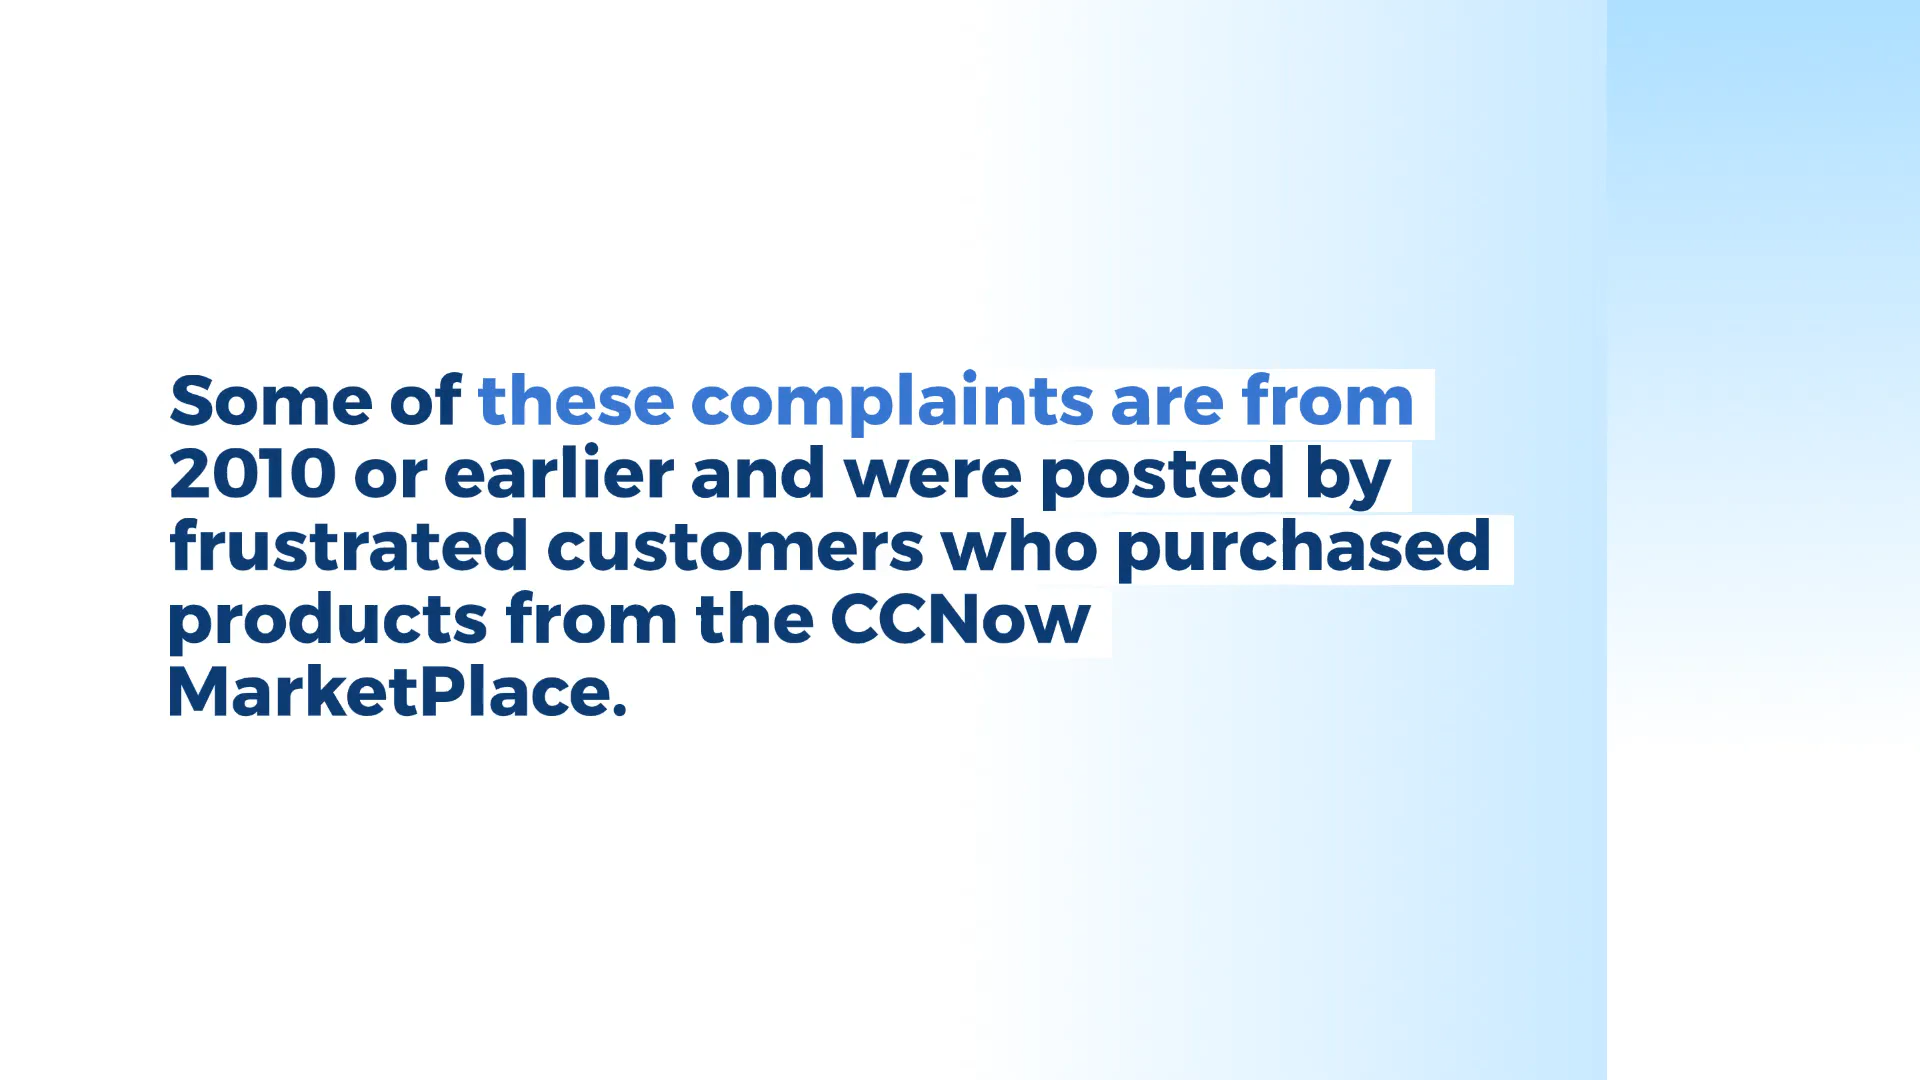 Some of these complaints are from
2010 or earlier and were posted by
frustrated customers who purchased
products from the CCNow
MarketPlace.